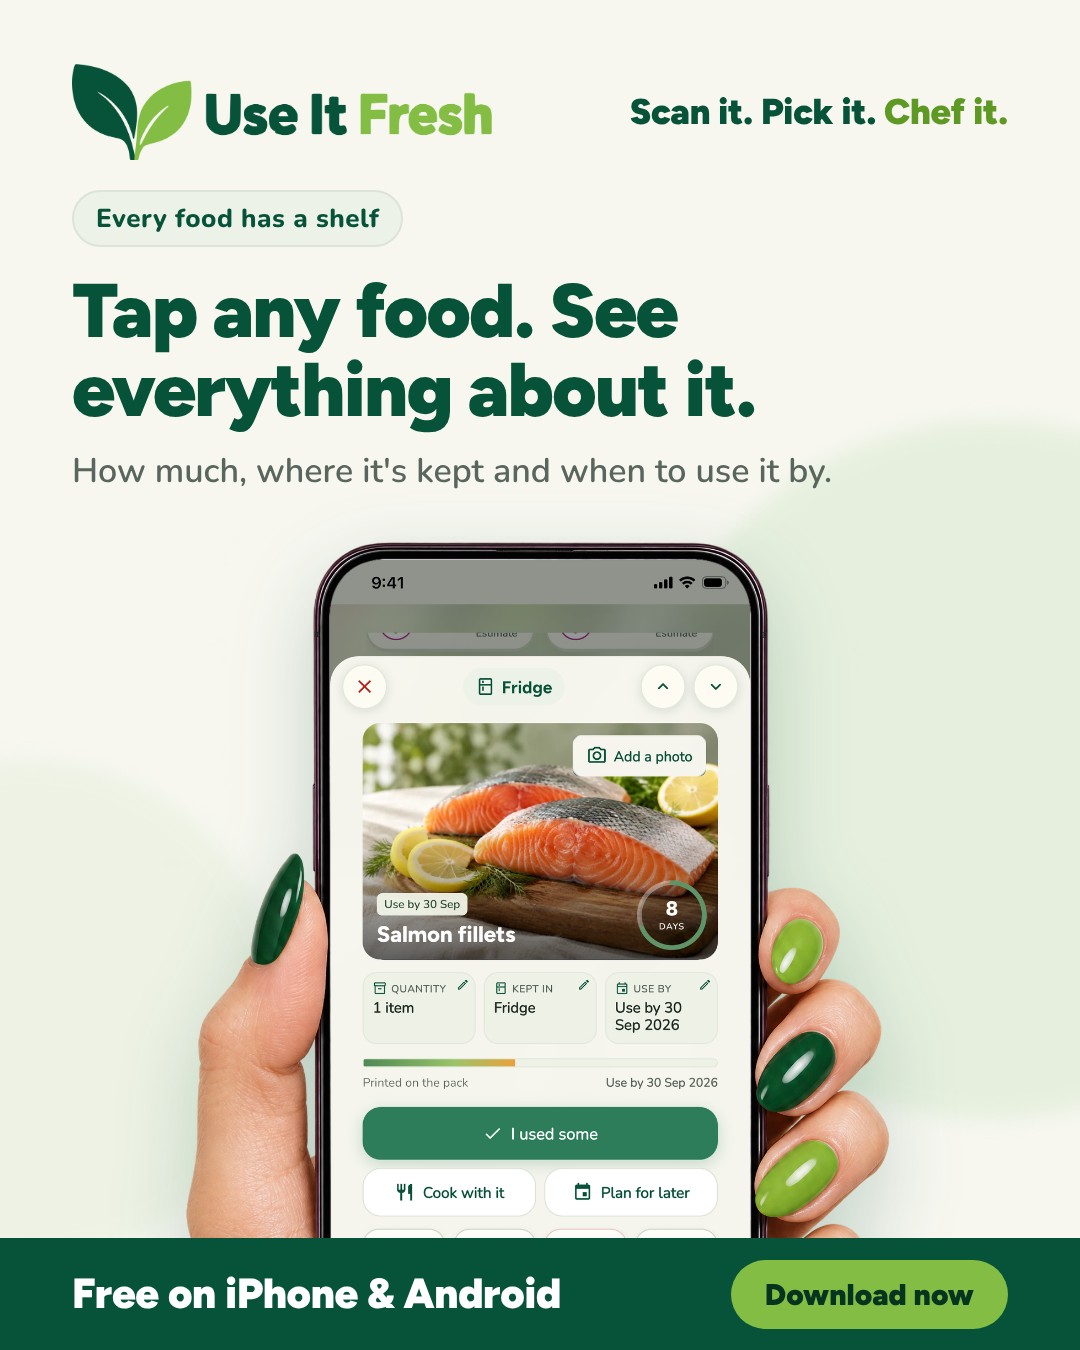 Use It Fresh
Scan it. Pick it. Chef it.
Every food has a shelf
Tap any food. See
everything about it.
How much, where it's kept and when to use it by.
9:41
Estimate
Estimate
Fridge
Add a photo
Use by 30 Sep
Salmon fillets
8
DAYS
QUANTITY
1 item
KEPT IN
Fridge
USE BY
Use by 30
Sep 2026
Printed on the pack
Use by 30 Sep 2026
I used some
Cook with it
Plan for later
Free on iPhone & Android
Download now